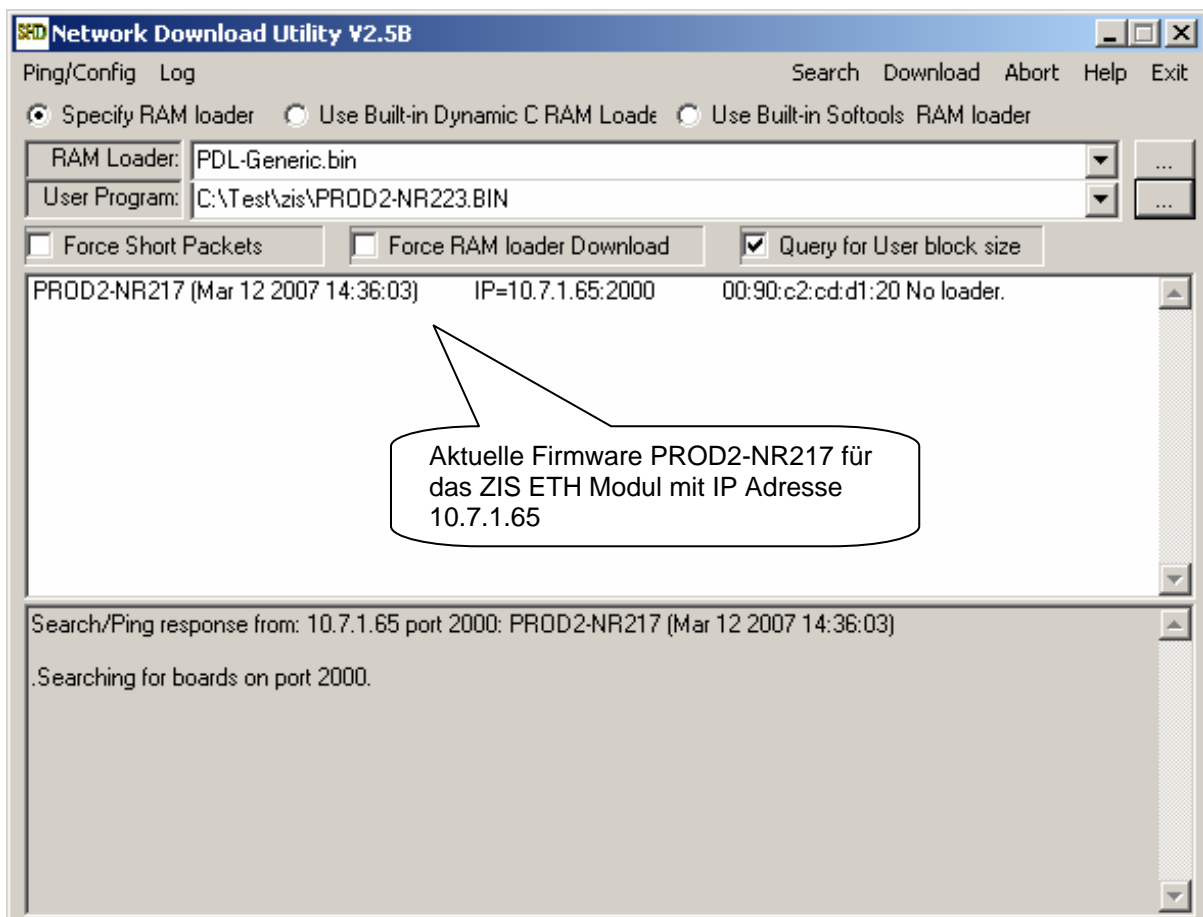 Network Download Utility V2.5B
Ping/Config Log Search Download Abort Help Exit
Specify RAM loader Use Built-in Dynamic C RAM Loade Use Built-in Softools RAM loader
RAM Loader: PDL-Generic.bin ...
User Program: C:\Test\zis\PROD2-NR223.BIN ...
Force Short Packets Force RAM loader Download Query for User block size
PROD2-NR217 (Mar 12 2007 14:36:03) IP=10.7.1.65:2000 00:90:c2:cd:d1:20 No loader.
Aktuelle Firmware PROD2-NR217 für
das ZIS ETH Modul mit IP Adresse
10.7.1.65
Search/Ping response from: 10.7.1.65 port 2000: PROD2-NR217 (Mar 12 2007 14:36:03)
.Searching for boards on port 2000.